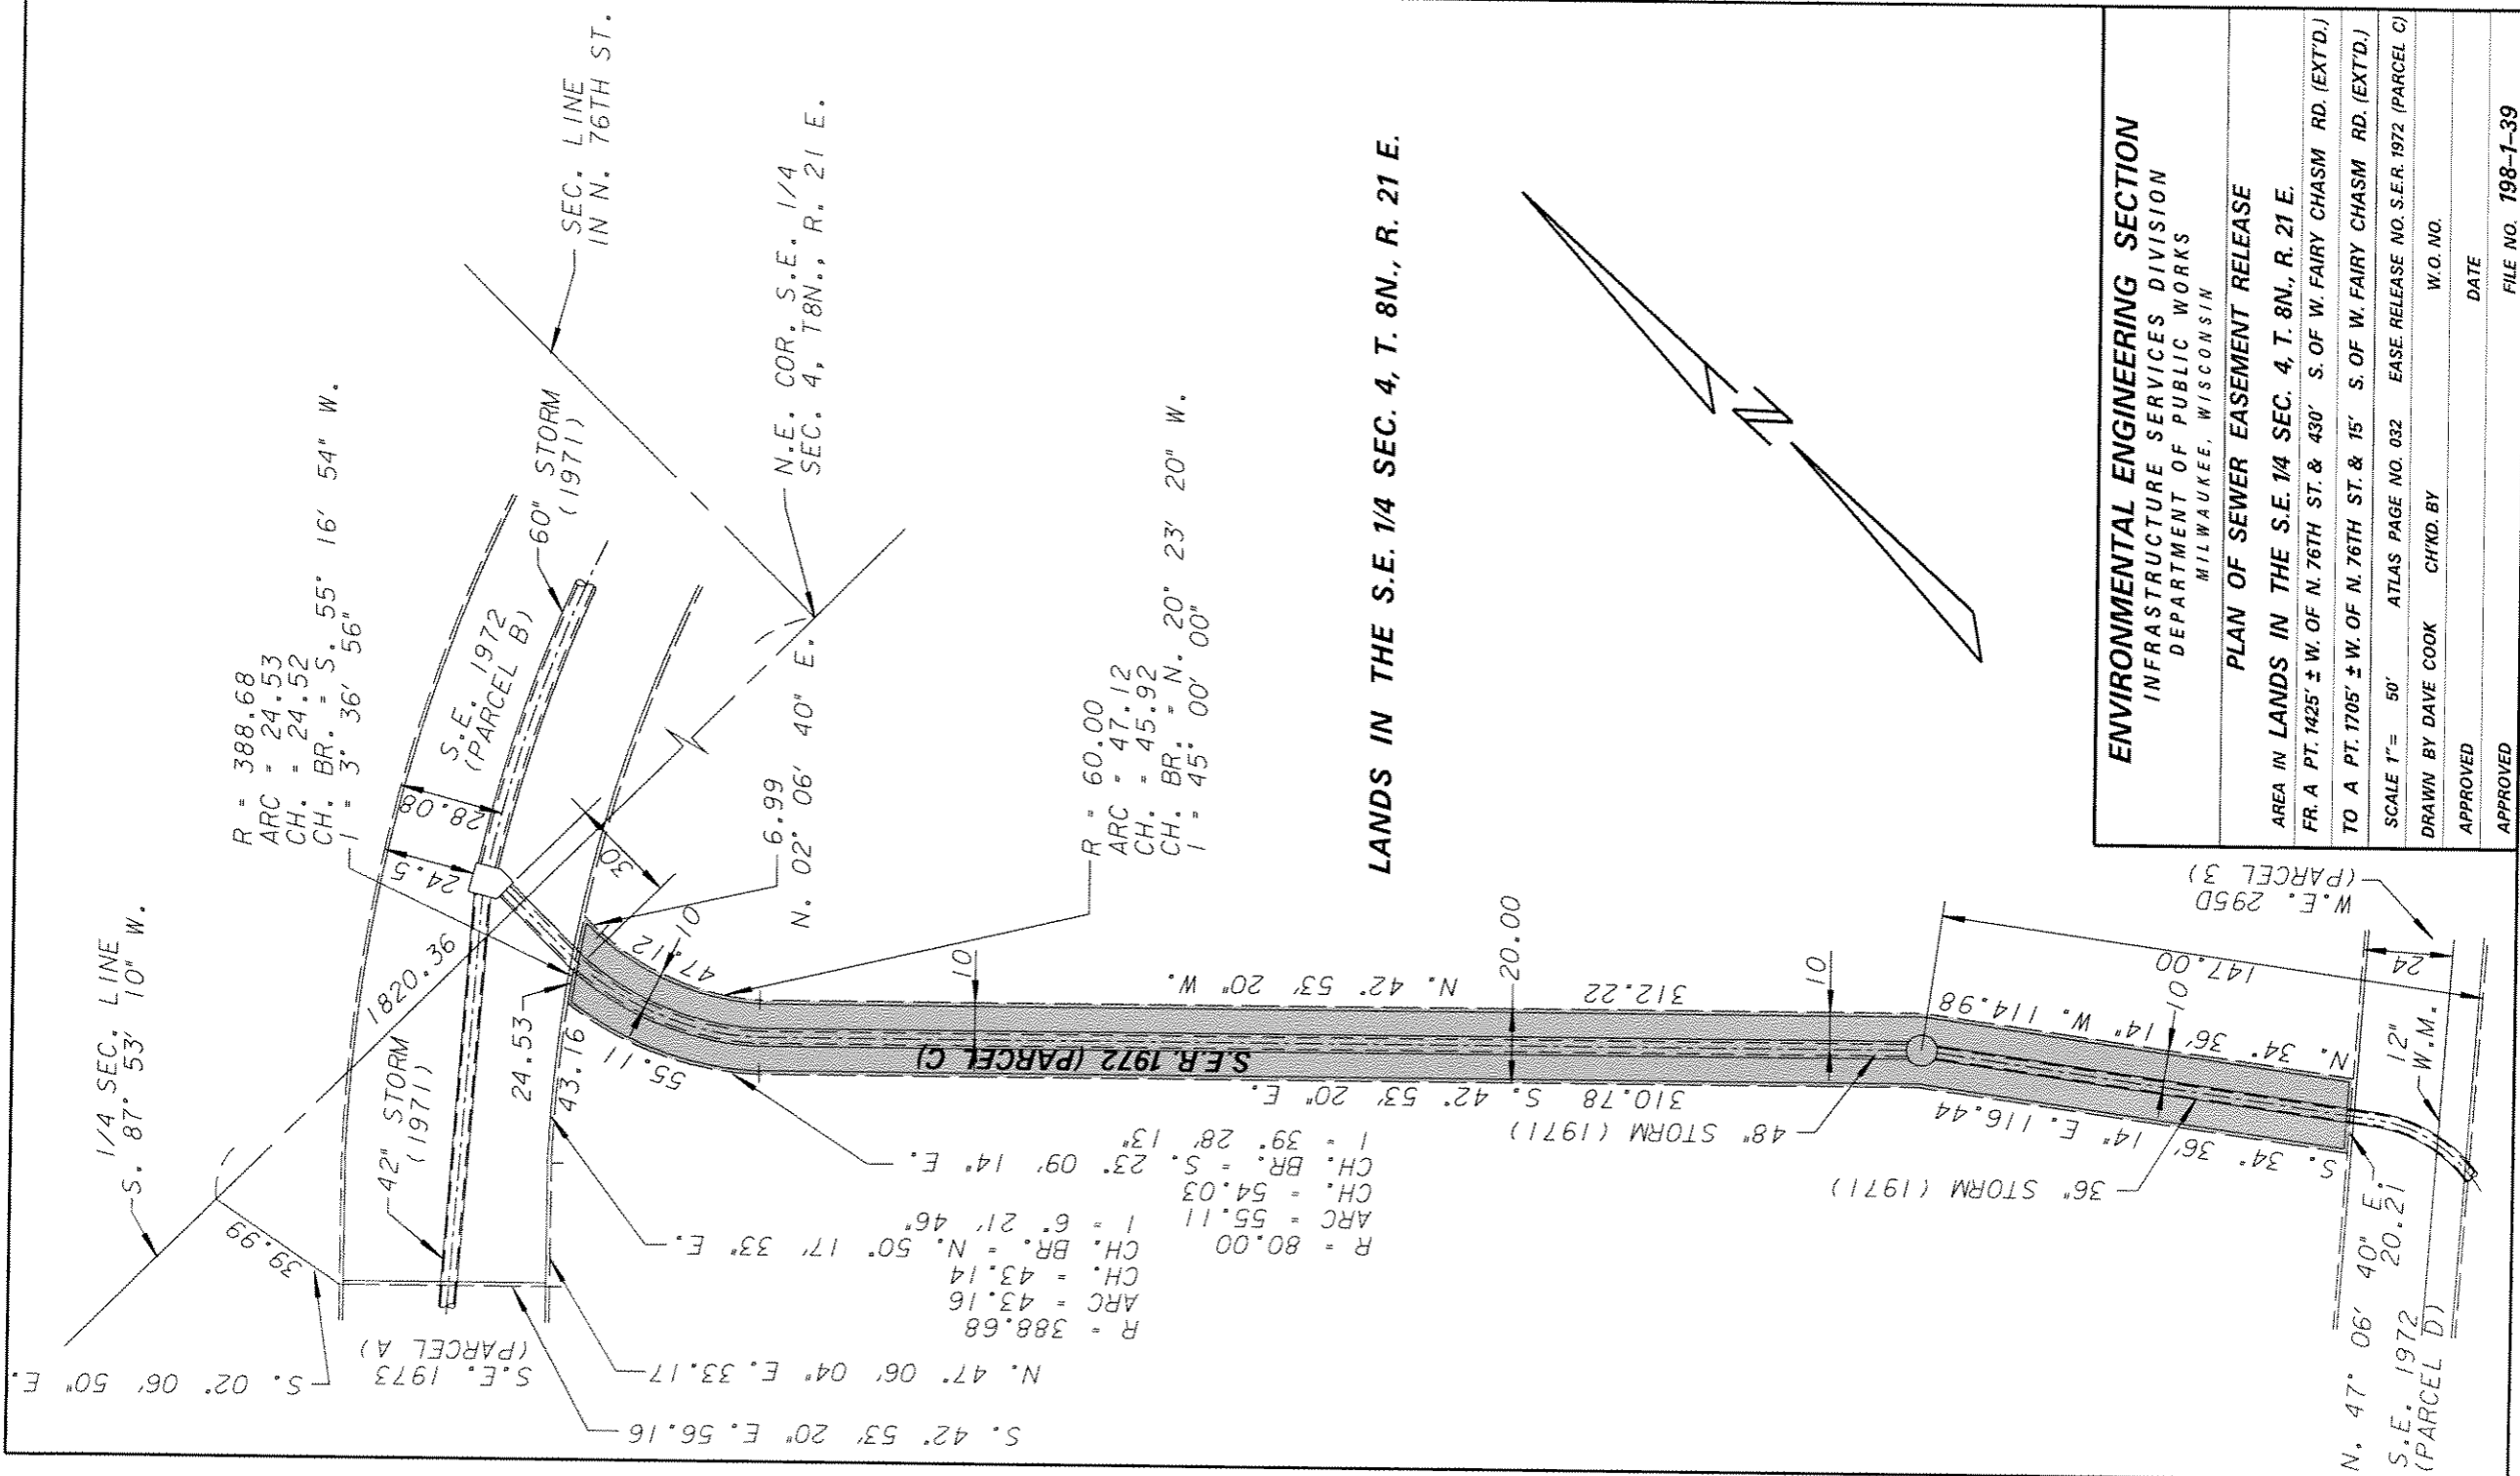 1/4 SEC. LINE
S. 87° 53' 10" W.
1820.36
39.99
S. 02° 06' 50" E.
S.E. 1973
(PARCEL A)
42" STORM
(1971)
24.5
28.08
R = 388.68
ARC = 24.53
CH. = 24.52
CH. BR. = S. 55° 16' 54" W.
I = 3° 36' 56"
S.E. 1972
(PARCEL B)
60" STORM
(1971)
SEC. LINE
IN N. 76TH ST.
N.E. COR. S.E. 1/4
SEC. 4, T8N., R. 21 E.
30
6.99
N. 02° 06' 40" E.
24.53
43.16
47.12
10
55.11
R = 60.00
ARC = 47.12
CH. = 45.92
CH. BR. = N. 20° 23' 20" W.
I = 45° 00' 00"
S. 42° 53' 20" E. 56.16
N. 47° 06' 04" E. 33.17
R = 388.68
ARC = 43.16
CH. = 43.14
CH. BR. = N. 50° 17' 33" E.
I = 6° 21' 46"
R = 80.00
ARC = 55.11
CH. = 54.03
CH. BR. = S. 23° 09' 14" E.
I = 39° 28' 13"
S.E.R. 1972 (PARCEL C)
10
N. 42° 53' 20" W.
312.22
20.00
10
310.78 S. 42° 53' 20" E.
48" STORM (1971)
36" STORM (1971)
N. 34° 36' 14" W. 114.98
S. 34° 36' 14" E. 116.44
10
147.00
24
W.E. 295D
(PARCEL 3)
12"
W.M.
N. 47° 06' 40" E.
20.21
S.E. 1972
(PARCEL D)
LANDS IN THE S.E. 1/4 SEC. 4, T. 8N., R. 21 E.
N
ENVIRONMENTAL ENGINEERING SECTION
INFRASTRUCTURE SERVICES DIVISION
DEPARTMENT OF PUBLIC WORKS
MILWAUKEE, WISCONSIN
PLAN OF SEWER EASEMENT RELEASE
AREA IN LANDS IN THE S.E. 1/4 SEC. 4, T. 8N., R. 21 E.
FR. A PT. 1425' ± W. OF N. 76TH ST. & 430' S. OF W. FAIRY CHASM RD. (EXT'D.)
TO A PT. 1705' ± W. OF N. 76TH ST. & 15' S. OF W. FAIRY CHASM RD. (EXT'D.)
SCALE 1" = 50' ATLAS PAGE NO. 032 EASE. RELEASE NO. S.E.R. 1972 (PARCEL C)
DRAWN BY DAVE COOK CH'KD. BY W.O. NO.
APPROVED DATE
APPROVED FILE NO. 198-1-39